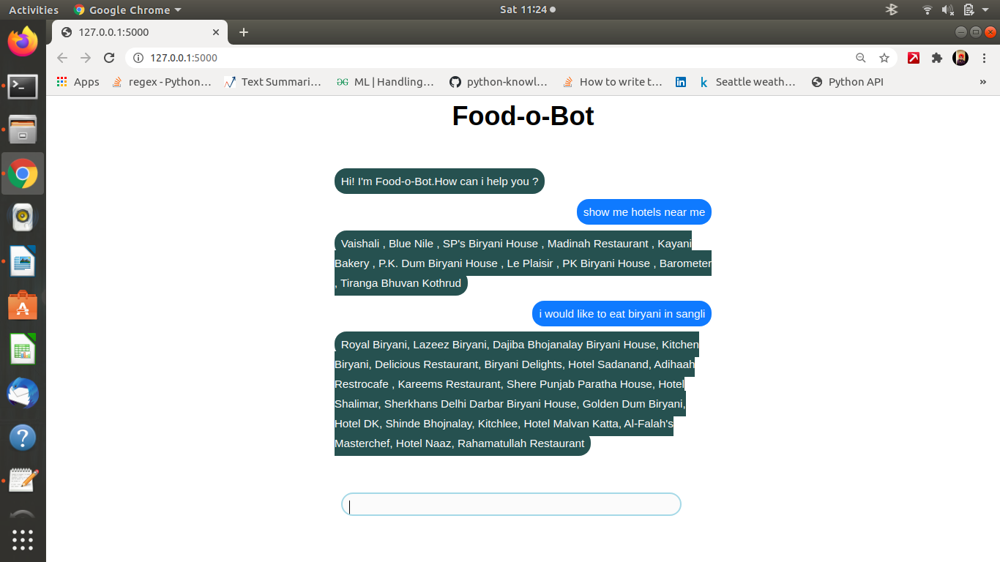 Activities Google Chrome Sat 11:24
127.0.0.1:5000
127.0.0.1:5000
Apps regex - Python… Text Summari… ML | Handling… python-knowl… How to write t… Seattle weath… Python API »
Food-o-Bot
Hi! I'm Food-o-Bot.How can i help you ?
show me hotels near me
Vaishali , Blue Nile , SP's Biryani House , Madinah Restaurant , Kayani
Bakery , P.K. Dum Biryani House , Le Plaisir , PK Biryani House , Barometer
, Tiranga Bhuvan Kothrud
i would like to eat biryani in sangli
Royal Biryani, Lazeez Biryani, Dajiba Bhojanalay Biryani House, Kitchen
Biryani, Delicious Restaurant, Biryani Delights, Hotel Sadanand, Adihaah
Restrocafe , Kareems Restaurant, Shere Punjab Paratha House, Hotel
Shalimar, Sherkhans Delhi Darbar Biryani House, Golden Dum Biryani,
Hotel DK, Shinde Bhojnalay, Kitchlee, Hotel Malvan Katta, Al-Falah's
Masterchef, Hotel Naaz, Rahamatullah Restaurant